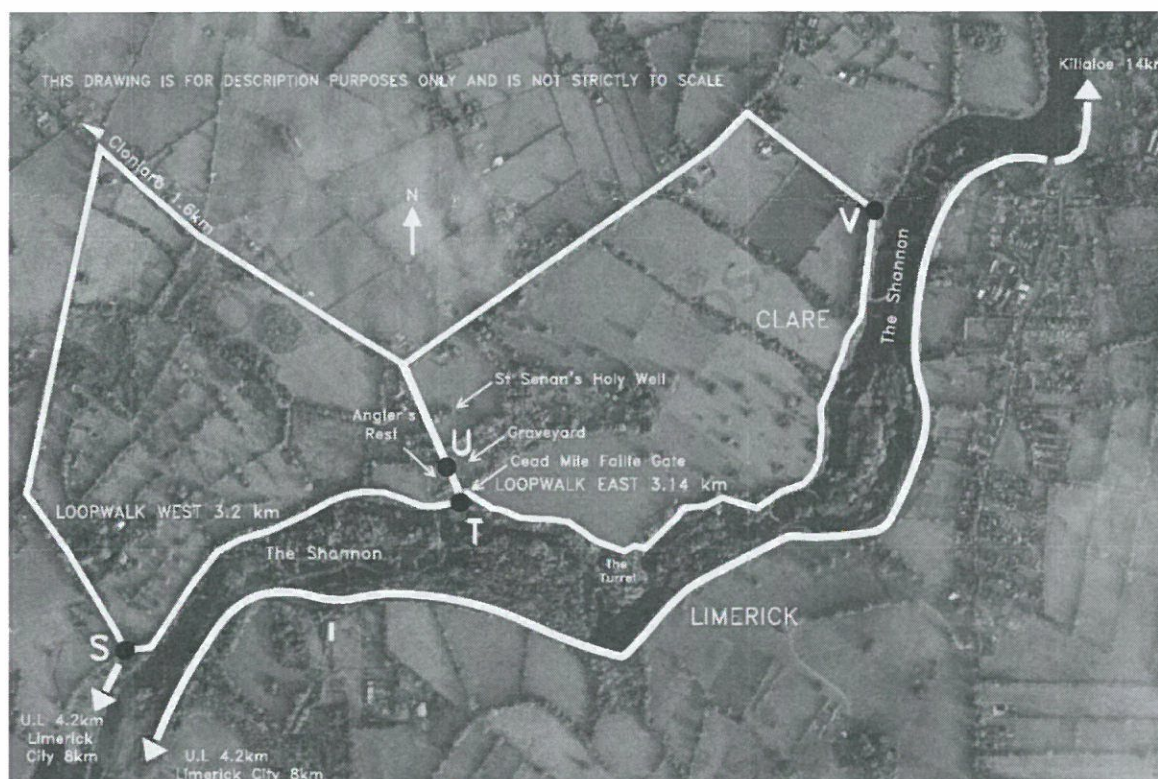 THIS DRAWING IS FOR DESCRIPTION PURPOSES ONLY AND IS NOT STRICTLY TO SCALE
Killaloe 14km
Clonlara 1.6km
N
V
The Shannon
CLARE
St Senan's Holy Well
Angler's
Rest
U
Graveyard
Cead Mile Failte Gate
LOOPWALK EAST 3.14 km
LOOPWALK WEST 3.2 km
T
The Shannon
The
Turret
LIMERICK
S
U.L 4.2km
Limerick
City 8km
U.L 4.2km
Limerick City 8km